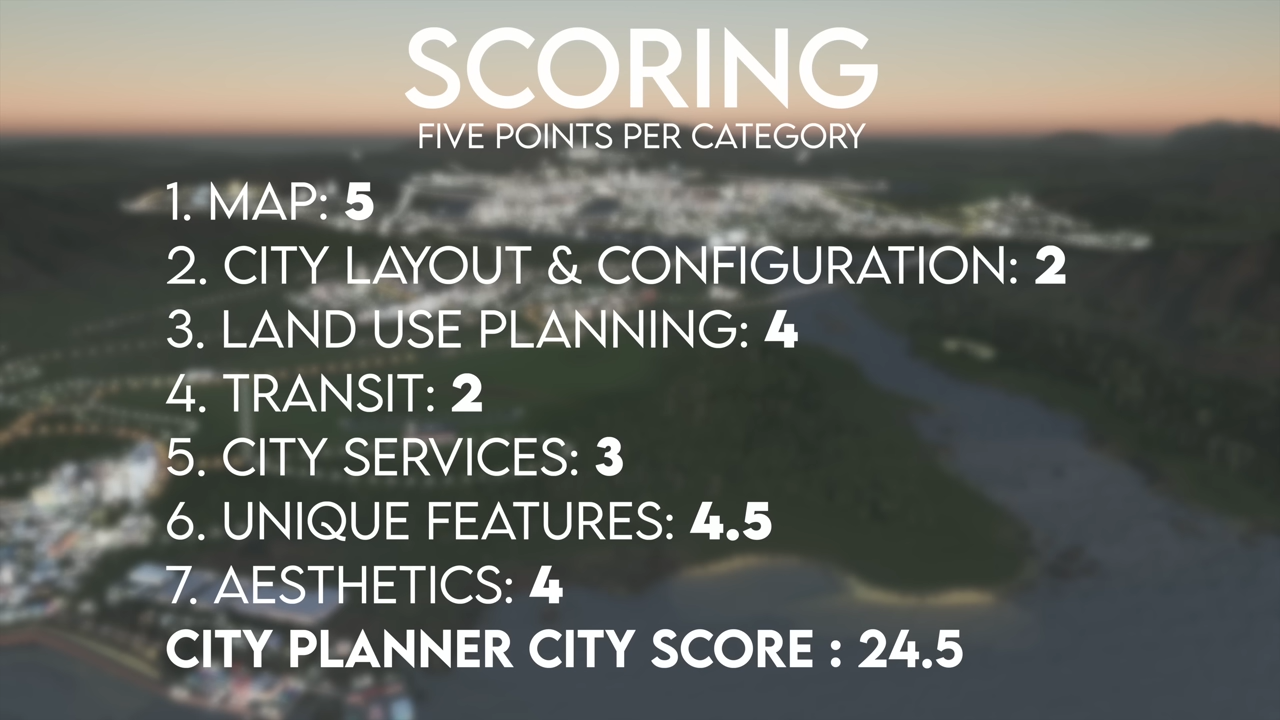 SCORING
FIVE POINTS PER CATEGORY
1. MAP: 5
2. CITY LAYOUT & CONFIGURATION: 2
3. LAND USE PLANNING: 4
4. TRANSIT: 2
5. CITY SERVICES: 3
6. UNIQUE FEATURES: 4.5
7. AESTHETICS: 4
CITY PLANNER CITY SCORE : 24.5